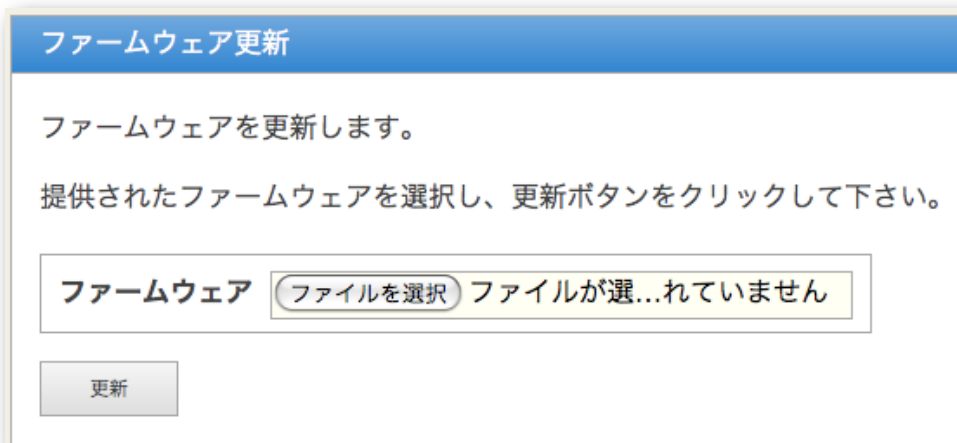 ファームウェア更新
ファームウェアを更新します。
提供されたファームウェアを選択し、更新ボタンをクリックして下さい。
ファームウェア ファイルを選択 ファイルが選...れていません
更新